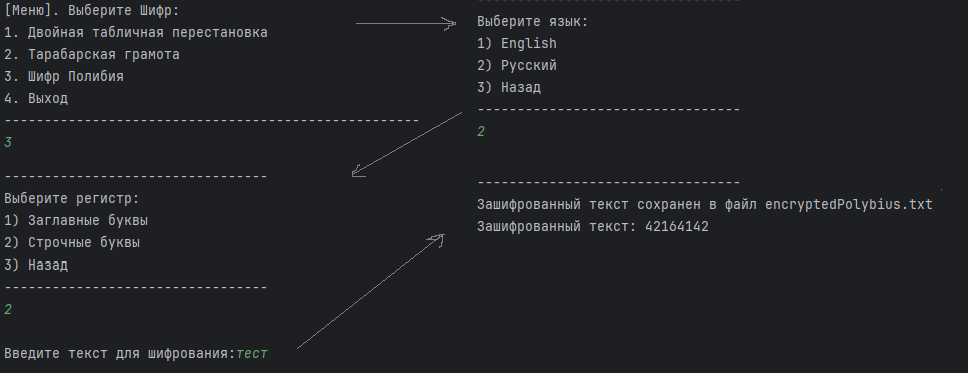 [Меню]. Выберите Шифр:
1. Двойная табличная перестановка
2. Тарабарская грамота
3. Шифр Полибия
4. Выход
----------------------------------------------------
3
---------------------------------
Выберите язык:
1) English
2) Русский
3) Назад
---------------------------------
2
---------------------------------
Выберите регистр:
1) Заглавные буквы
2) Строчные буквы
3) Назад
---------------------------------
2
Введите текст для шифрования:тест
---------------------------------
Зашифрованный текст сохранен в файл encryptedPolybius.txt
Зашифрованный текст: 42164142